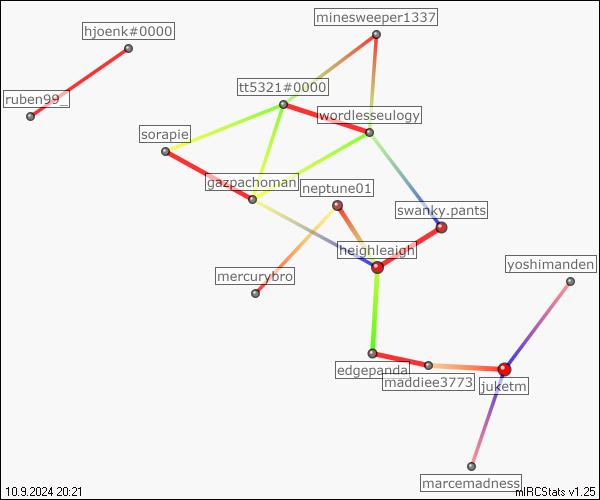 minesweeper1337
hjoenk#0000
tt5321#0000
ruben99_
wordlesseulogy
sorapie
gazpachoman
neptune01
swanky.pants
heighleaigh
yoshimanden
mercurybro
edgepanda
maddiee3773
juketm
marcemadness
10.9.2024 20:21
mIRCStats v1.25